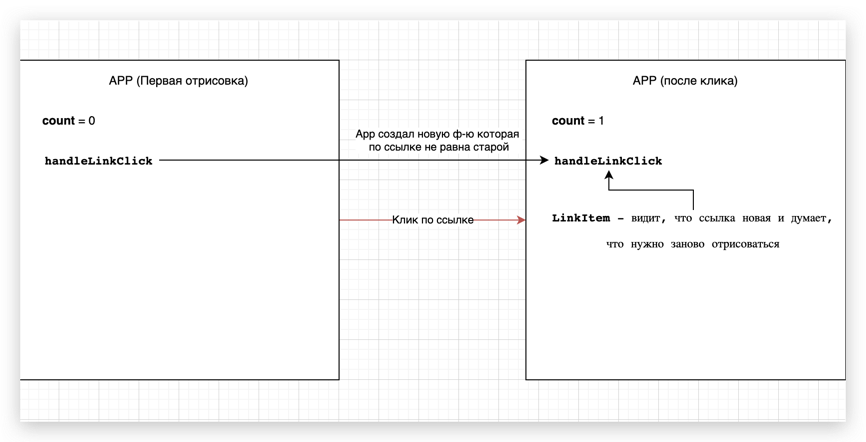 APP (Первая отрисовка)
count = 0
handleLinkClick
App создал новую ф-ю которая
по ссылке не равна старой
Клик по ссылке
APP (после клика)
count = 1
handleLinkClick
LinkItem - видит, что ссылка новая и думает,
что нужно заново отрисоваться